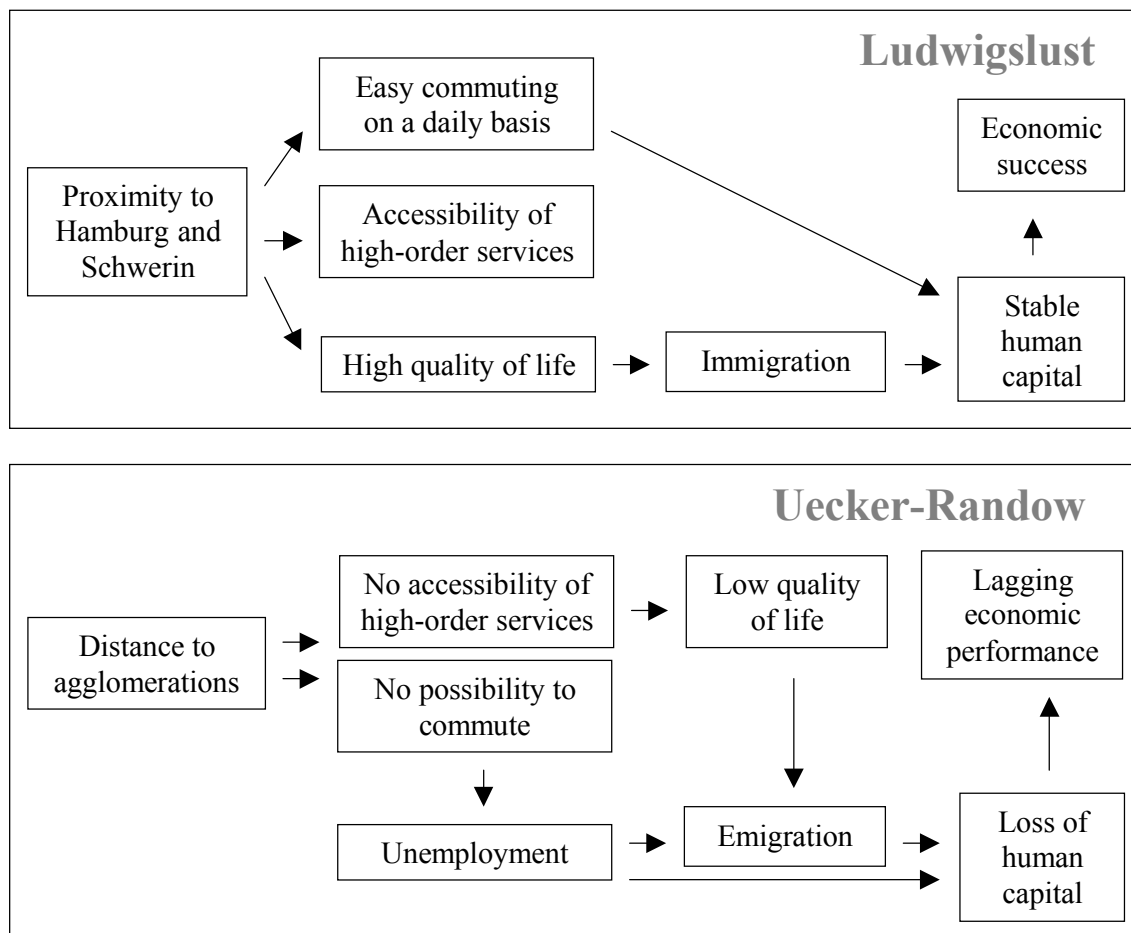 Ludwigslust
Easy commuting
on a daily basis
Economic
success
Proximity to
Hamburg and
Schwerin
Accessibility of
high-order services
Stable
human
capital
High quality of life
Immigration
Uecker-Randow
No accessibility of
high-order services
Low quality
of life
Lagging
economic
performance
Distance to
agglomerations
No possibility to
commute
Unemployment
Emigration
Loss of
human
capital